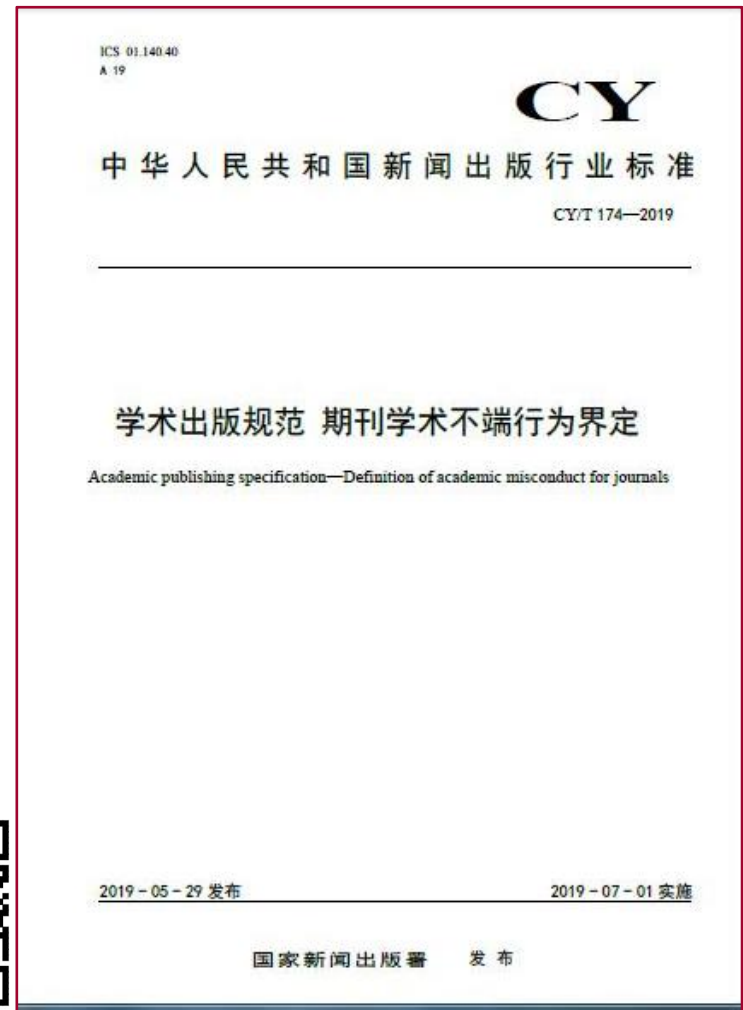 ICS 01.140.40
A 19
CY
中华人民共和国新闻出版行业标准
CY/T 174—2019
学术出版规范 期刊学术不端行为界定
Academic publishing specification—Definition of academic misconduct for journals
2019-05-29 发布
2019-07-01 实施
国家新闻出版署 发布